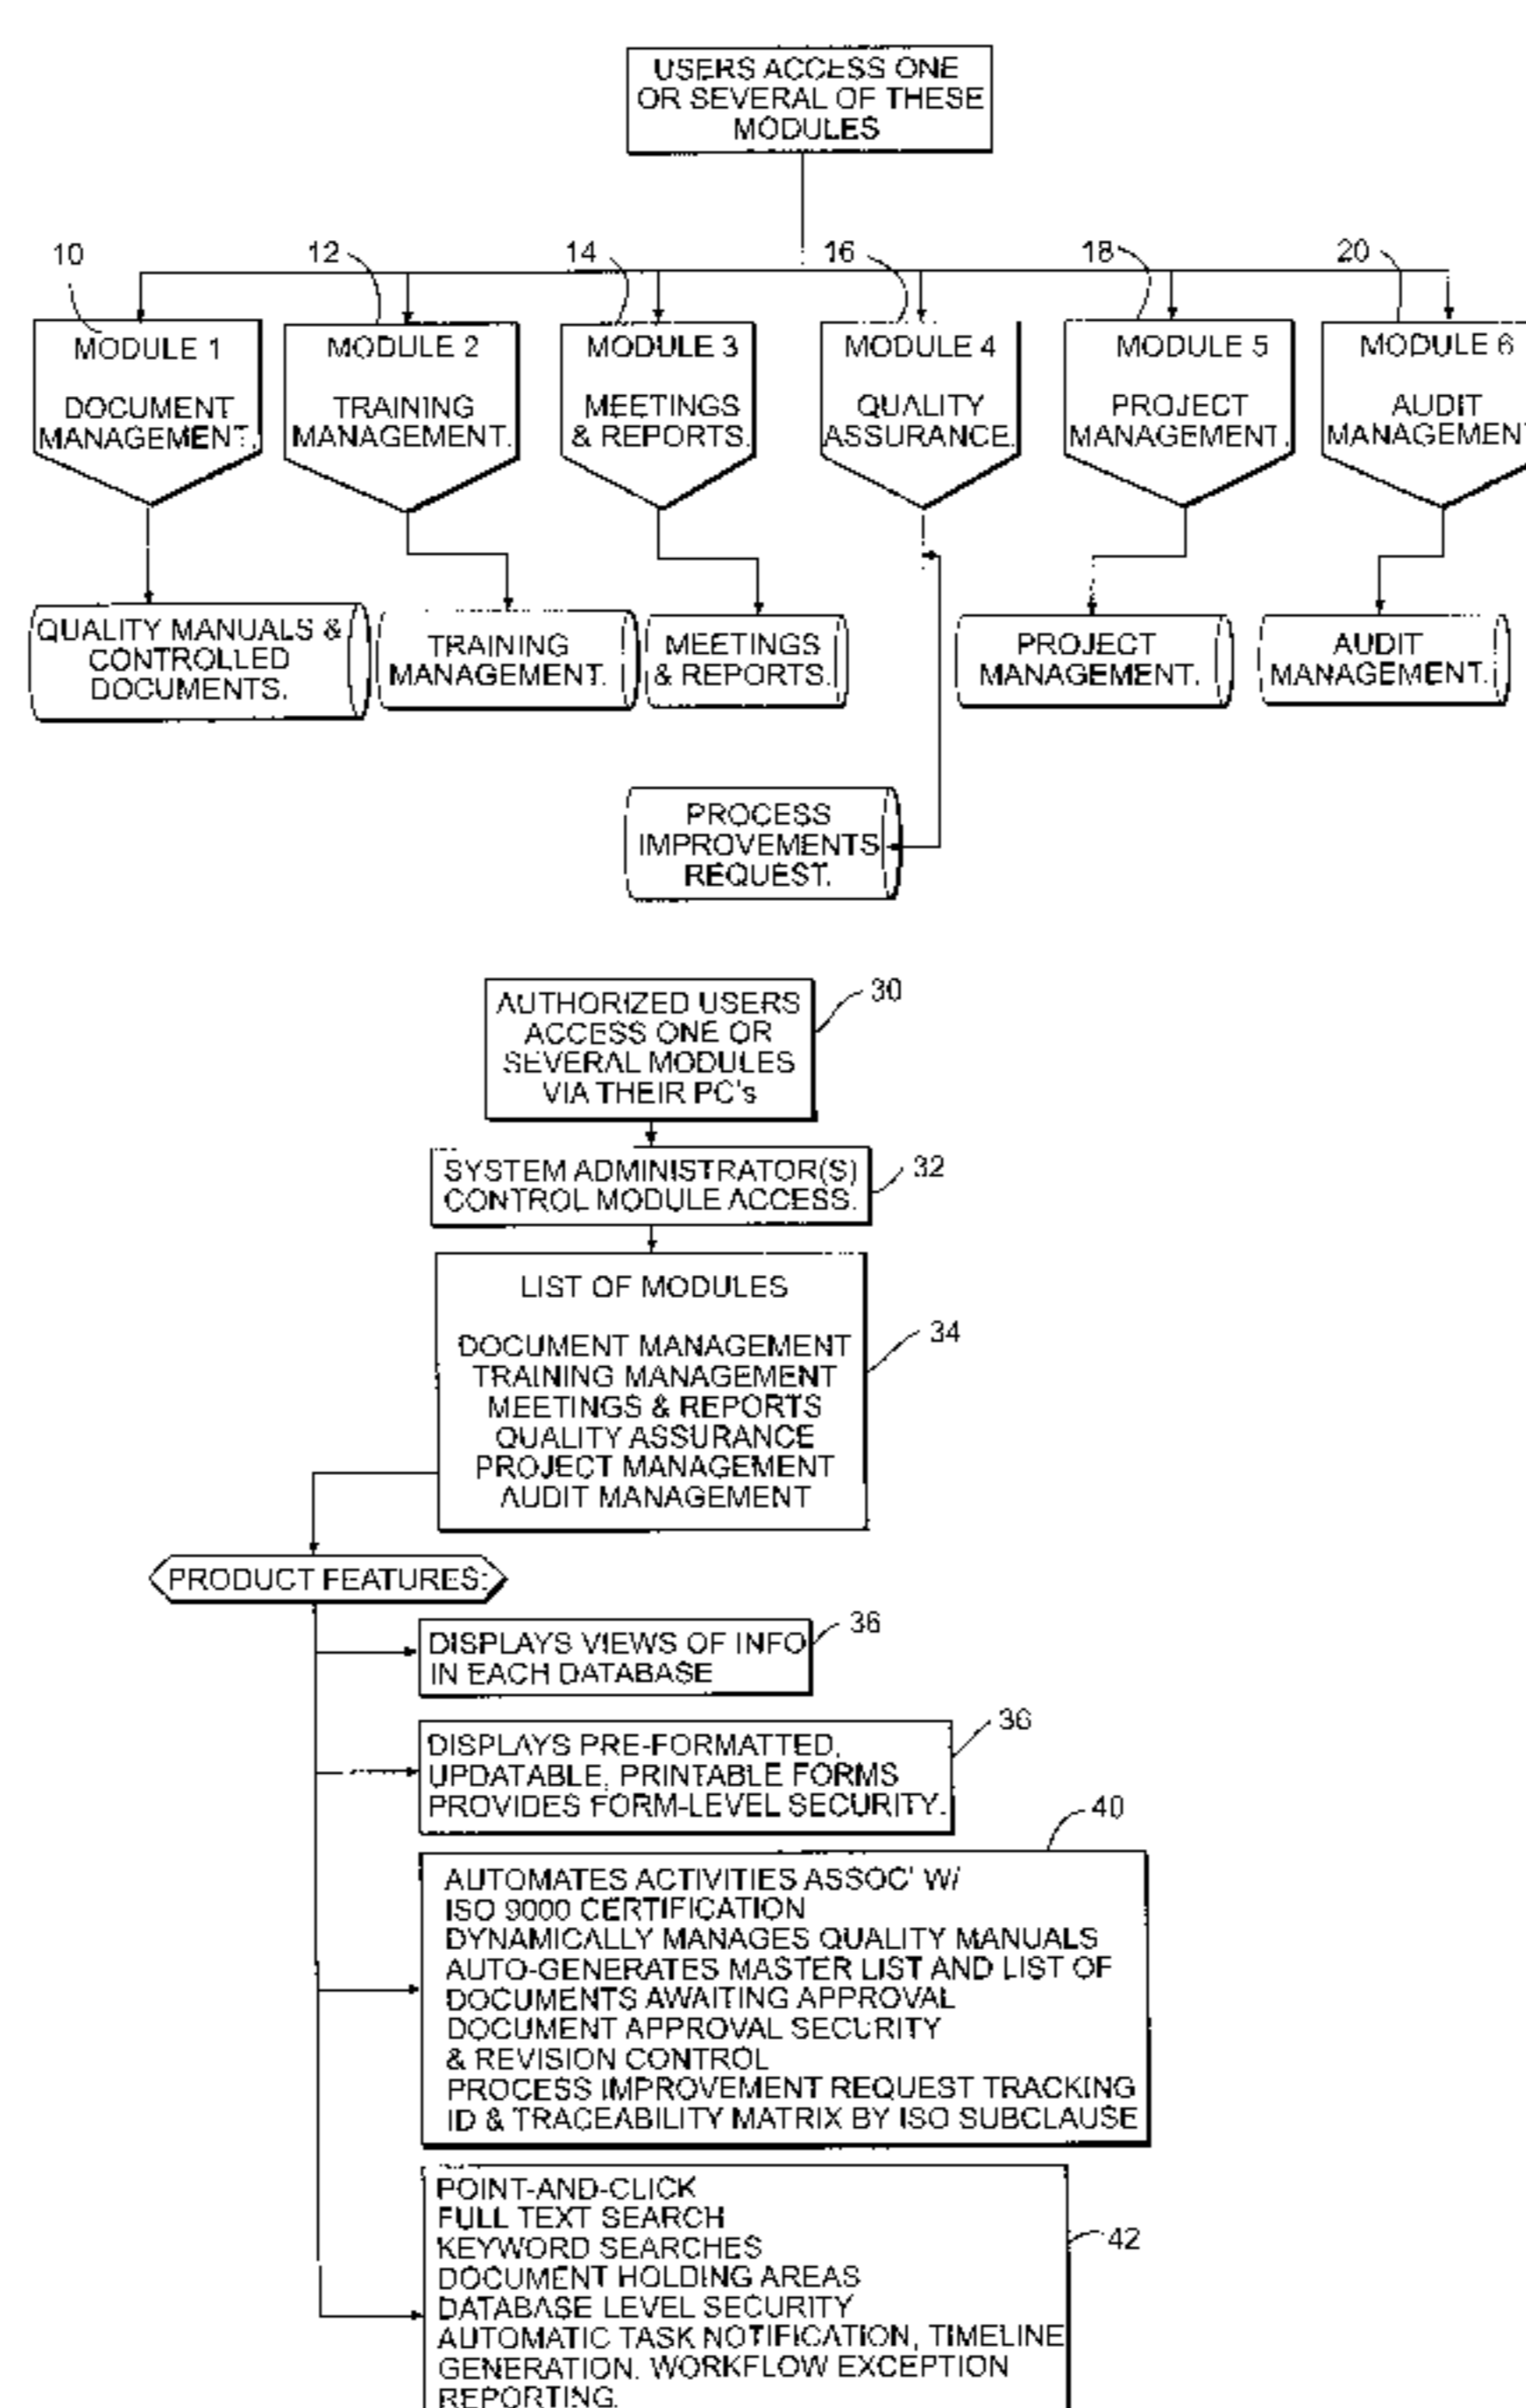 USERS ACCESS ONE
OR SEVERAL OF THESE
MODULES
10
12
14
16
18
20
MODULE 1
DOCUMENT
MANAGEMENT.
MODULE 2
TRAINING
MANAGEMENT.
MODULE 3
MEETINGS
& REPORTS.
MODULE 4
QUALITY
ASSURANCE.
MODULE 5
PROJECT
MANAGEMENT.
MODULE 6
AUDIT
MANAGEMENT
QUALITY MANUALS &
CONTROLLED
DOCUMENTS.
TRAINING
MANAGEMENT.
MEETINGS
& REPORTS.
PROJECT
MANAGEMENT.
AUDIT
MANAGEMENT.
PROCESS
IMPROVEMENTS
REQUEST.
AUTHORIZED USERS
ACCESS ONE OR
SEVERAL MODULES
VIA THEIR PC's
30
SYSTEM ADMINISTRATOR(S)
CONTROL MODULE ACCESS.
32
LIST OF MODULES
DOCUMENT MANAGEMENT
TRAINING MANAGEMENT
MEETINGS & REPORTS
QUALITY ASSURANCE
PROJECT MANAGEMENT
AUDIT MANAGEMENT
34
PRODUCT FEATURES:
DISPLAYS VIEWS OF INFO
IN EACH DATABASE
36
DISPLAYS PRE-FORMATTED,
UPDATABLE, PRINTABLE FORMS
PROVIDES FORM-LEVEL SECURITY.
36
AUTOMATES ACTIVITIES ASSOC' W/
ISO 9000 CERTIFICATION
DYNAMICALLY MANAGES QUALITY MANUALS
AUTO-GENERATES MASTER LIST AND LIST OF
DOCUMENTS AWAITING APPROVAL
DOCUMENT APPROVAL SECURITY
& REVISION CONTROL
PROCESS IMPROVEMENT REQUEST TRACKING
ID & TRACEABILITY MATRIX BY ISO SUBCLAUSE
40
POINT-AND-CLICK
FULL TEXT SEARCH
KEYWORD SEARCHES
DOCUMENT HOLDING AREAS
DATABASE LEVEL SECURITY
AUTOMATIC TASK NOTIFICATION, TIMELINE
GENERATION. WORKFLOW EXCEPTION
REPORTING.
42